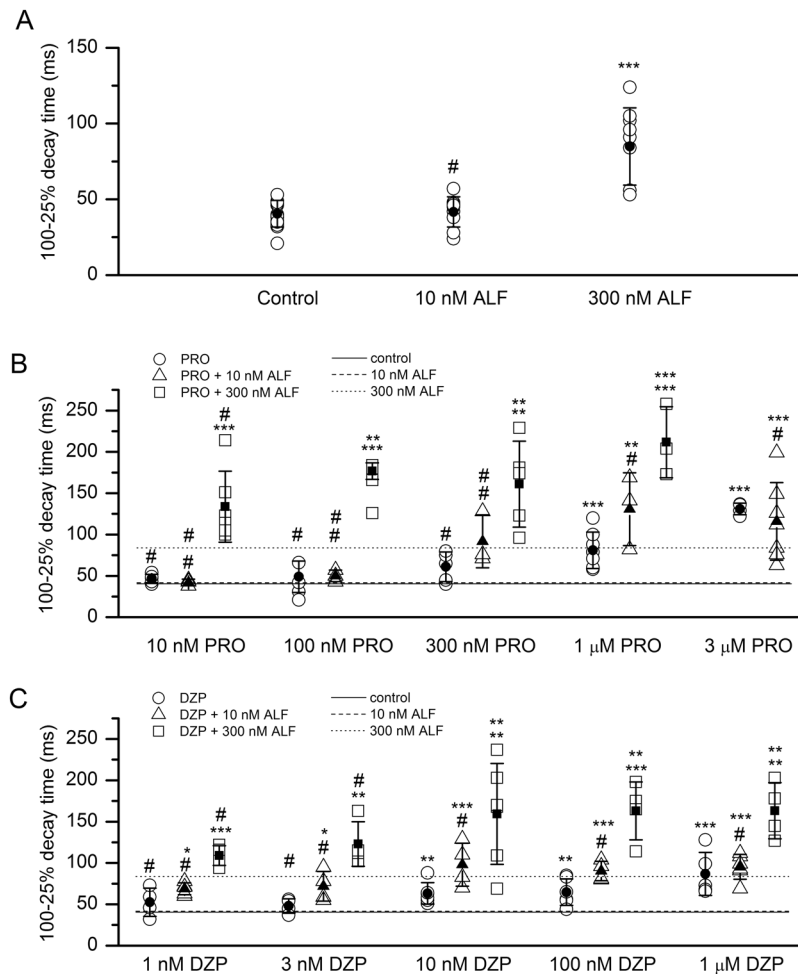 A
100-25% decay time (ms)
150
100
50
0
***
#
Control 10 nM ALF 300 nM ALF
B
PRO control
PRO + 10 nM ALF 10 nM ALF
PRO + 300 nM ALF 300 nM ALF
100-25% decay time (ms)
250
200
150
100
50
0
# *** ** *** ** ** *** *** *** #
# # # # # # # # # ** # *** ***
10 nM PRO 100 nM PRO 300 nM PRO 1 μM PRO 3 μM PRO
C
DZP control
DZP + 10 nM ALF 10 nM ALF
DZP + 300 nM ALF 300 nM ALF
100-25% decay time (ms)
250
200
150
100
50
0
# *** # ** ** ** ** *** ** **
# * # # * # ** *** # ** *** # *** *** #
1 nM DZP 3 nM DZP 10 nM DZP 100 nM DZP 1 μM DZP